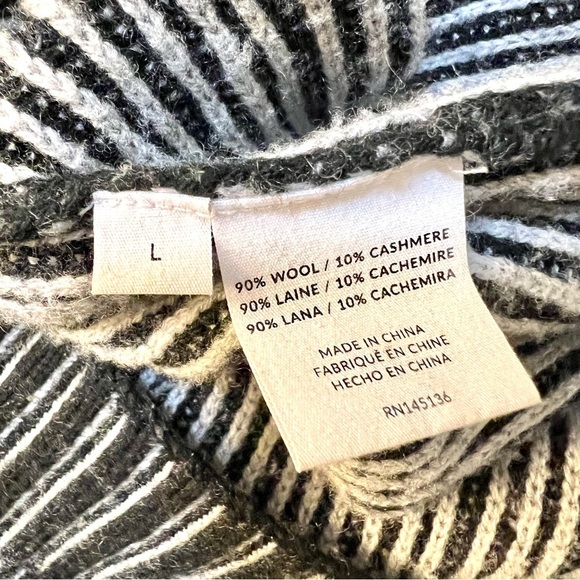 L
90% WOOL / 10% CASHMERE
90% LAINE / 10% CACHEMIRE
90% LANA / 10% CACHEMIRA
MADE IN CHINA
FABRIQUÉ EN CHINE
HECHO EN CHINA
RN145136